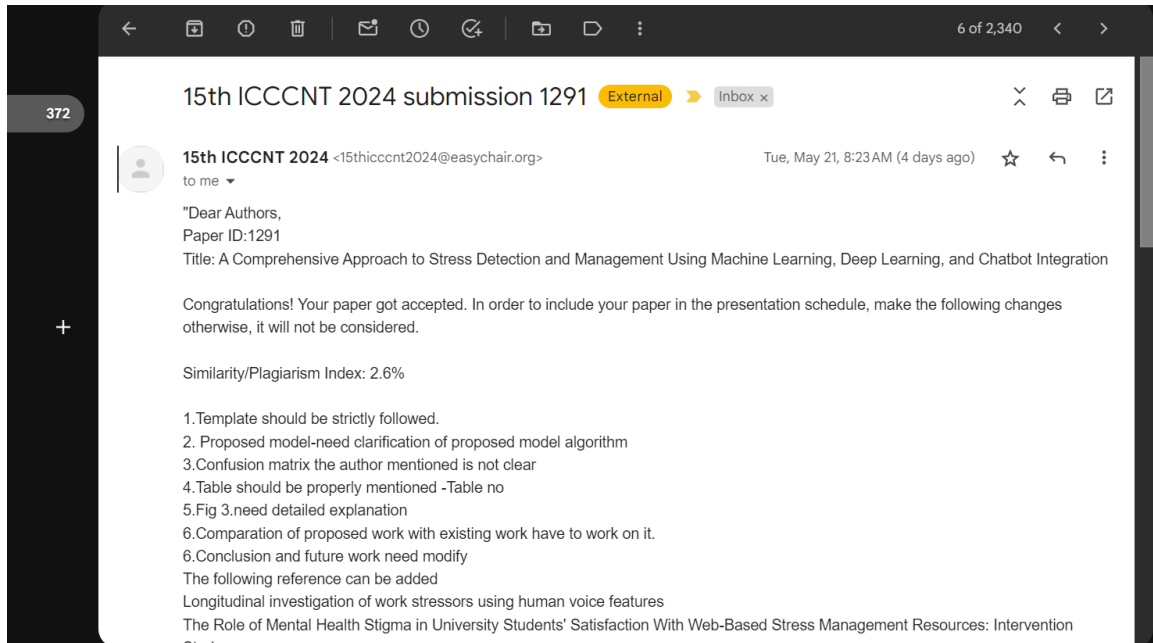 6 of 2,340
15th ICCCNT 2024 submission 1291 External Inbox x
372
15th ICCCNT 2024 <15thicccnt2024@easychair.org> Tue, May 21, 8:23 AM (4 days ago)
to me
"Dear Authors,
Paper ID:1291
Title: A Comprehensive Approach to Stress Detection and Management Using Machine Learning, Deep Learning, and Chatbot Integration
Congratulations! Your paper got accepted. In order to include your paper in the presentation schedule, make the following changes
otherwise, it will not be considered.
Similarity/Plagiarism Index: 2.6%
1.Template should be strictly followed.
2. Proposed model-need clarification of proposed model algorithm
3.Confusion matrix the author mentioned is not clear
4.Table should be properly mentioned -Table no
5.Fig 3.need detailed explanation
6.Comparation of proposed work with existing work have to work on it.
6.Conclusion and future work need modify
The following reference can be added
Longitudinal investigation of work stressors using human voice features
The Role of Mental Health Stigma in University Students' Satisfaction With Web-Based Stress Management Resources: Intervention